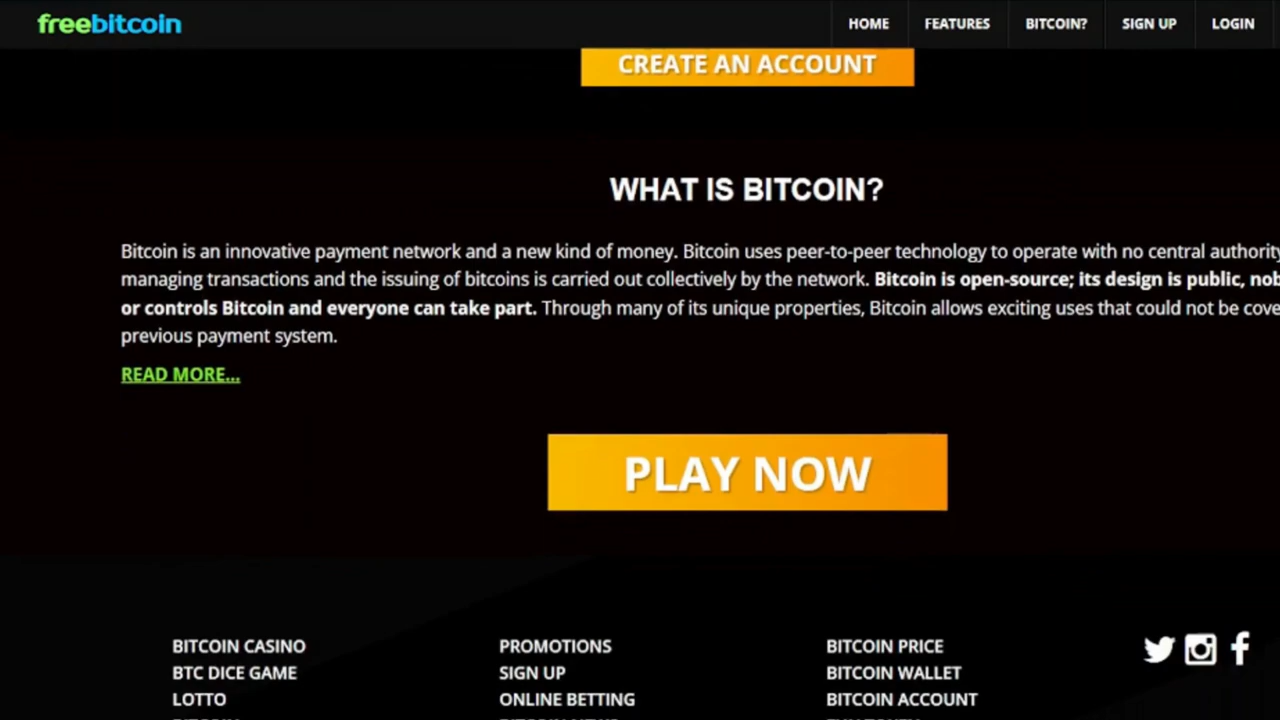 freebitcoin HOME FEATURES BITCOIN? SIGN UP LOGIN
CREATE AN ACCOUNT
WHAT IS BITCOIN?
Bitcoin is an innovative payment network and a new kind of money. Bitcoin uses peer-to-peer technology to operate with no central authority
managing transactions and the issuing of bitcoins is carried out collectively by the network. Bitcoin is open-source; its design is public,
or controls Bitcoin and everyone can take part. Through many of its unique properties, Bitcoin allows exciting uses that could not be
previous payment system.
READ MORE...
PLAY NOW
BITCOIN CASINO PROMOTIONS BITCOIN PRICE
BTC DICE GAME SIGN UP BITCOIN WALLET
LOTTO ONLINE BETTING BITCOIN ACCOUNT